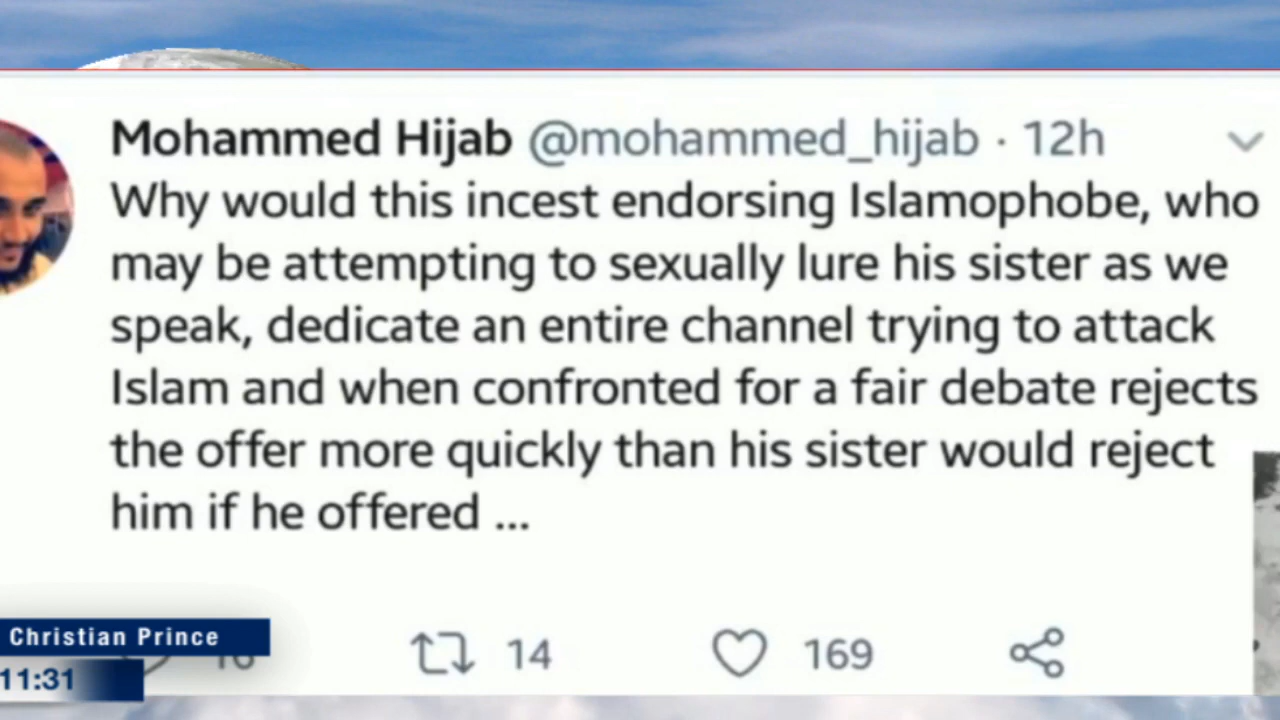 Mohammed Hijab @mohammed_hijab · 12h
Why would this incest endorsing Islamophobe, who
may be attempting to sexually lure his sister as we
speak, dedicate an entire channel trying to attack
Islam and when confronted for a fair debate rejects
the offer more quickly than his sister would reject
him if he offered ...
14 169
Christian Prince
11:31